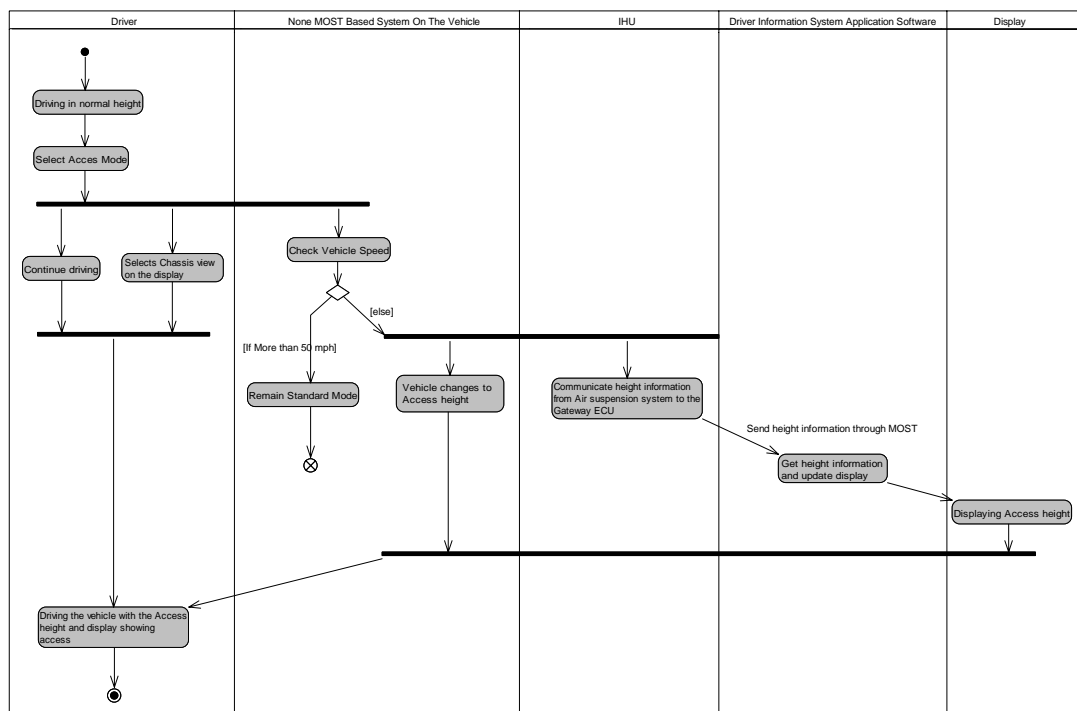 Driver
None MOST Based System On The Vehicle
IHU
Driver Information System Application Software
Display
Driving in normal height
Select Acces Mode
Continue driving
Selects Chassis view
on the display
Check Vehicle Speed
[else]
[If More than 50 mph]
Remain Standard Mode
Vehicle changes to
Access height
Communicate height information
from Air suspension system to the
Gateway ECU
Send height information through MOST
Get height information
and update display
Displaying Access height
Driving the vehicle with the Access
height and display showing
access